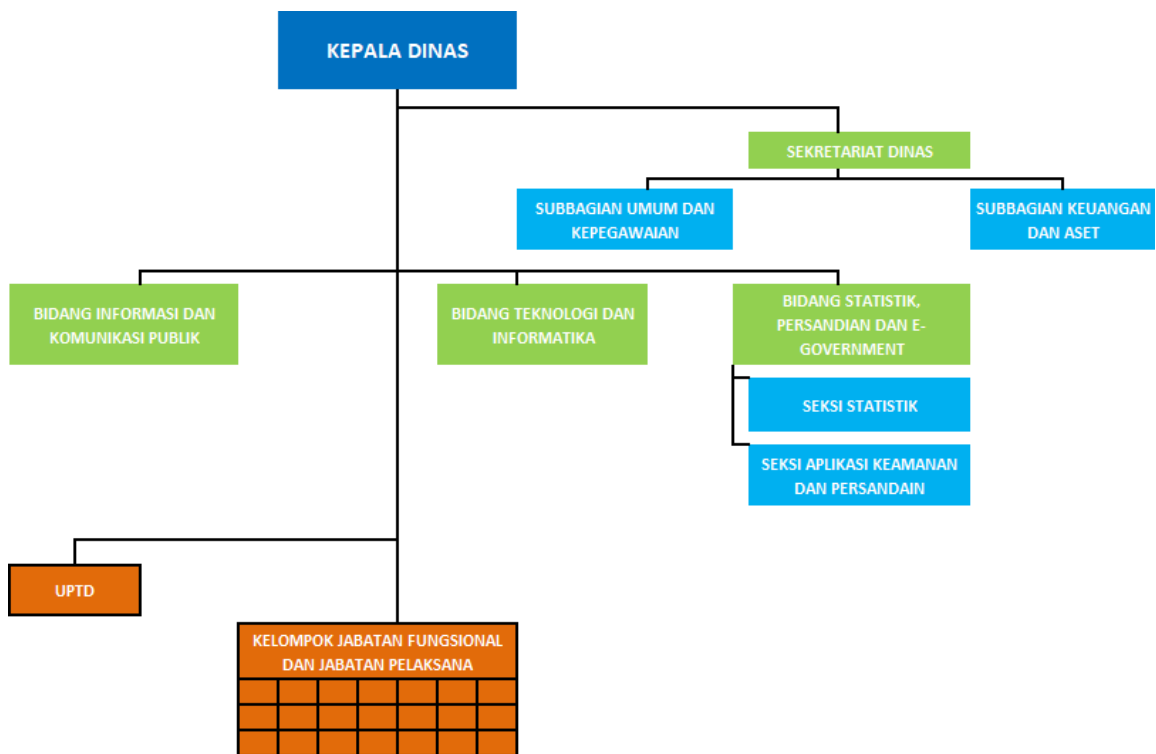 KEPALA DINAS
SEKRETARIAT DINAS
SUBBAGIAN UMUM DAN
KEPEGAWAIAN
SUBBAGIAN KEUANGAN
DAN ASET
BIDANG INFORMASI DAN
KOMUNIKASI PUBLIK
BIDANG TEKNOLOGI DAN
INFORMATIKA
BIDANG STATISTIK,
PERSANDIAN DAN E-
GOVERNMENT
SEKSI STATISTIK
SEKSI APLIKASI KEAMANAN
DAN PERSANDAIN
UPTD
KELOMPOK JABATAN FUNGSIONAL
DAN JABATAN PELAKSANA